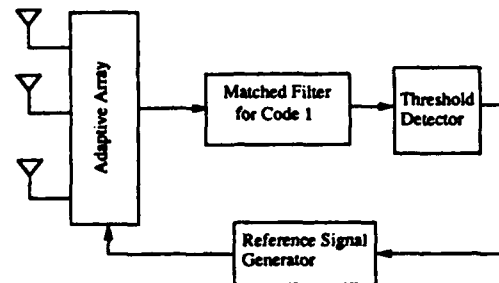 Adaptive Array
Matched Filter
for Code 1
Threshold
Detector
Reference Signal
Generator